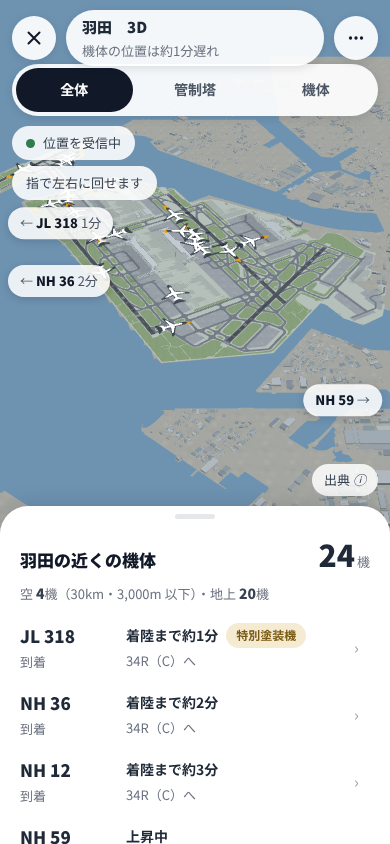 羽田　3D
機体の位置は約1分遅れ
全体
管制塔
機体
位置を受信中
指で左右に回せます
← JL 318 1分
← NH 36 2分
NH 59 →
出典 ⓘ
羽田の近くの機体
24機
空 4機（30km・3,000m 以下）・地上 20機
JL 318 着陸まで約1分 特別塗装機
到着 34R（C）へ
NH 36 着陸まで約2分
到着 34R（C）へ
NH 12 着陸まで約3分
到着 34R（C）へ
NH 59 上昇中